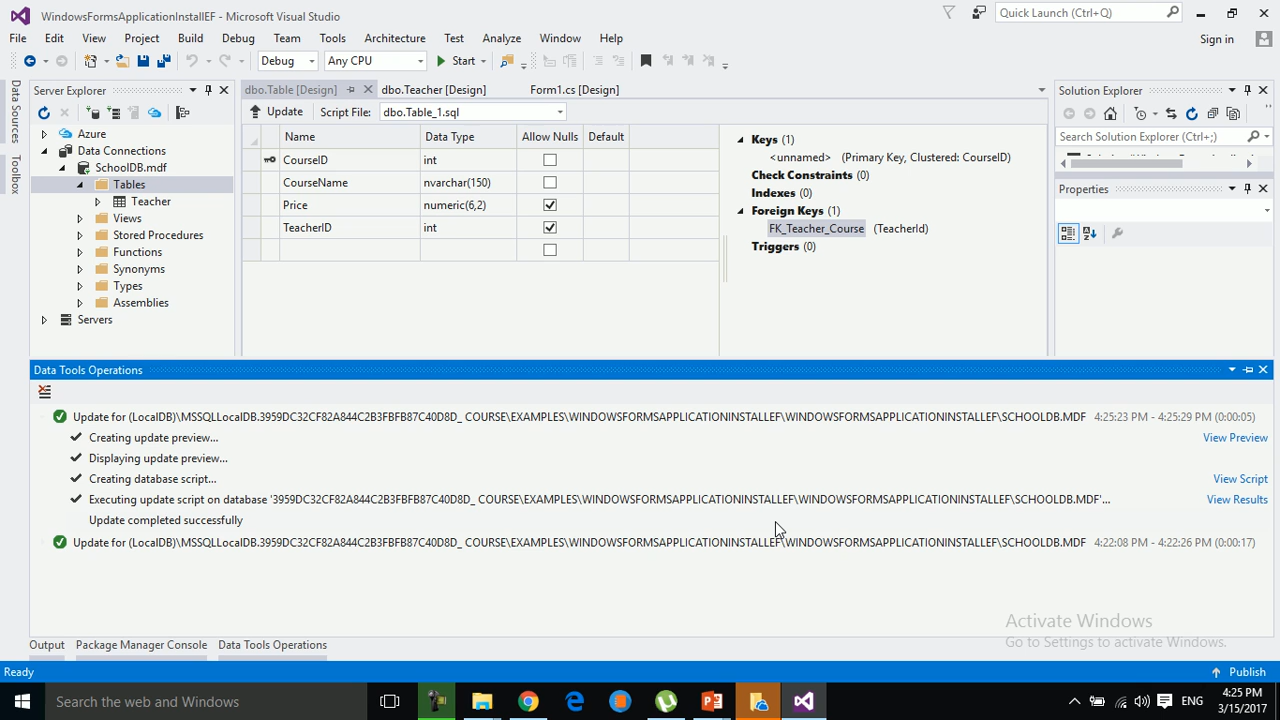 WindowsFormsApplicationInstallEF - Microsoft Visual Studio
Quick Launch (Ctrl+Q)
File Edit View Project Build Debug Team Tools Architecture Test Analyze Window Help
Sign in
Debug Any CPU Start
Data Sources
Toolbox
Server Explorer
Azure
Data Connections
SchoolDB.mdf
Tables
Teacher
Views
Stored Procedures
Functions
Synonyms
Types
Assemblies
Servers
dbo.Table [Design] dbo.Teacher [Design] Form1.cs [Design]
Update Script File: dbo.Table_1.sql
Name Data Type Allow Nulls Default
CourseID int
CourseName nvarchar(150)
Price numeric(6,2)
TeacherID int
Keys (1)
<unnamed> (Primary Key, Clustered: CourseID)
Check Constraints (0)
Indexes (0)
Foreign Keys (1)
FK_Teacher_Course (TeacherId)
Triggers (0)
Solution Explorer
Search Solution Explorer (Ctrl+;)
Properties
Data Tools Operations
Update for (LocalDB)\MSSQLLocalDB.3959DC32CF82A844C2B3FBFB87C40D8D_ COURSE\EXAMPLES\WINDOWSFORMSAPPLICATIONINSTALLEF\WINDOWSFORMSAPPLICATIONINSTALLEF\SCHOOLDB.MDF 4:25:23 PM - 4:25:29 PM (0:00:05)
Creating update preview... View Preview
Displaying update preview...
Creating database script... View Script
Executing update script on database '3959DC32CF82A844C2B3FBFB87C40D8D_ COURSE\EXAMPLES\WINDOWSFORMSAPPLICATIONINSTALLEF\WINDOWSFORMSAPPLICATIONINSTALLEF\SCHOOLDB.MDF'... View Results
Update completed successfully
Update for (LocalDB)\MSSQLLocalDB.3959DC32CF82A844C2B3FBFB87C40D8D_ COURSE\EXAMPLES\WINDOWSFORMSAPPLICATIONINSTALLEF\WINDOWSFORMSAPPLICATIONINSTALLEF\SCHOOLDB.MDF 4:22:08 PM - 4:22:26 PM (0:00:17)
Activate Windows
Go to Settings to activate Windows.
Output Package Manager Console Data Tools Operations
Ready Publish
Search the web and Windows
ENG
4:25 PM
3/15/2017